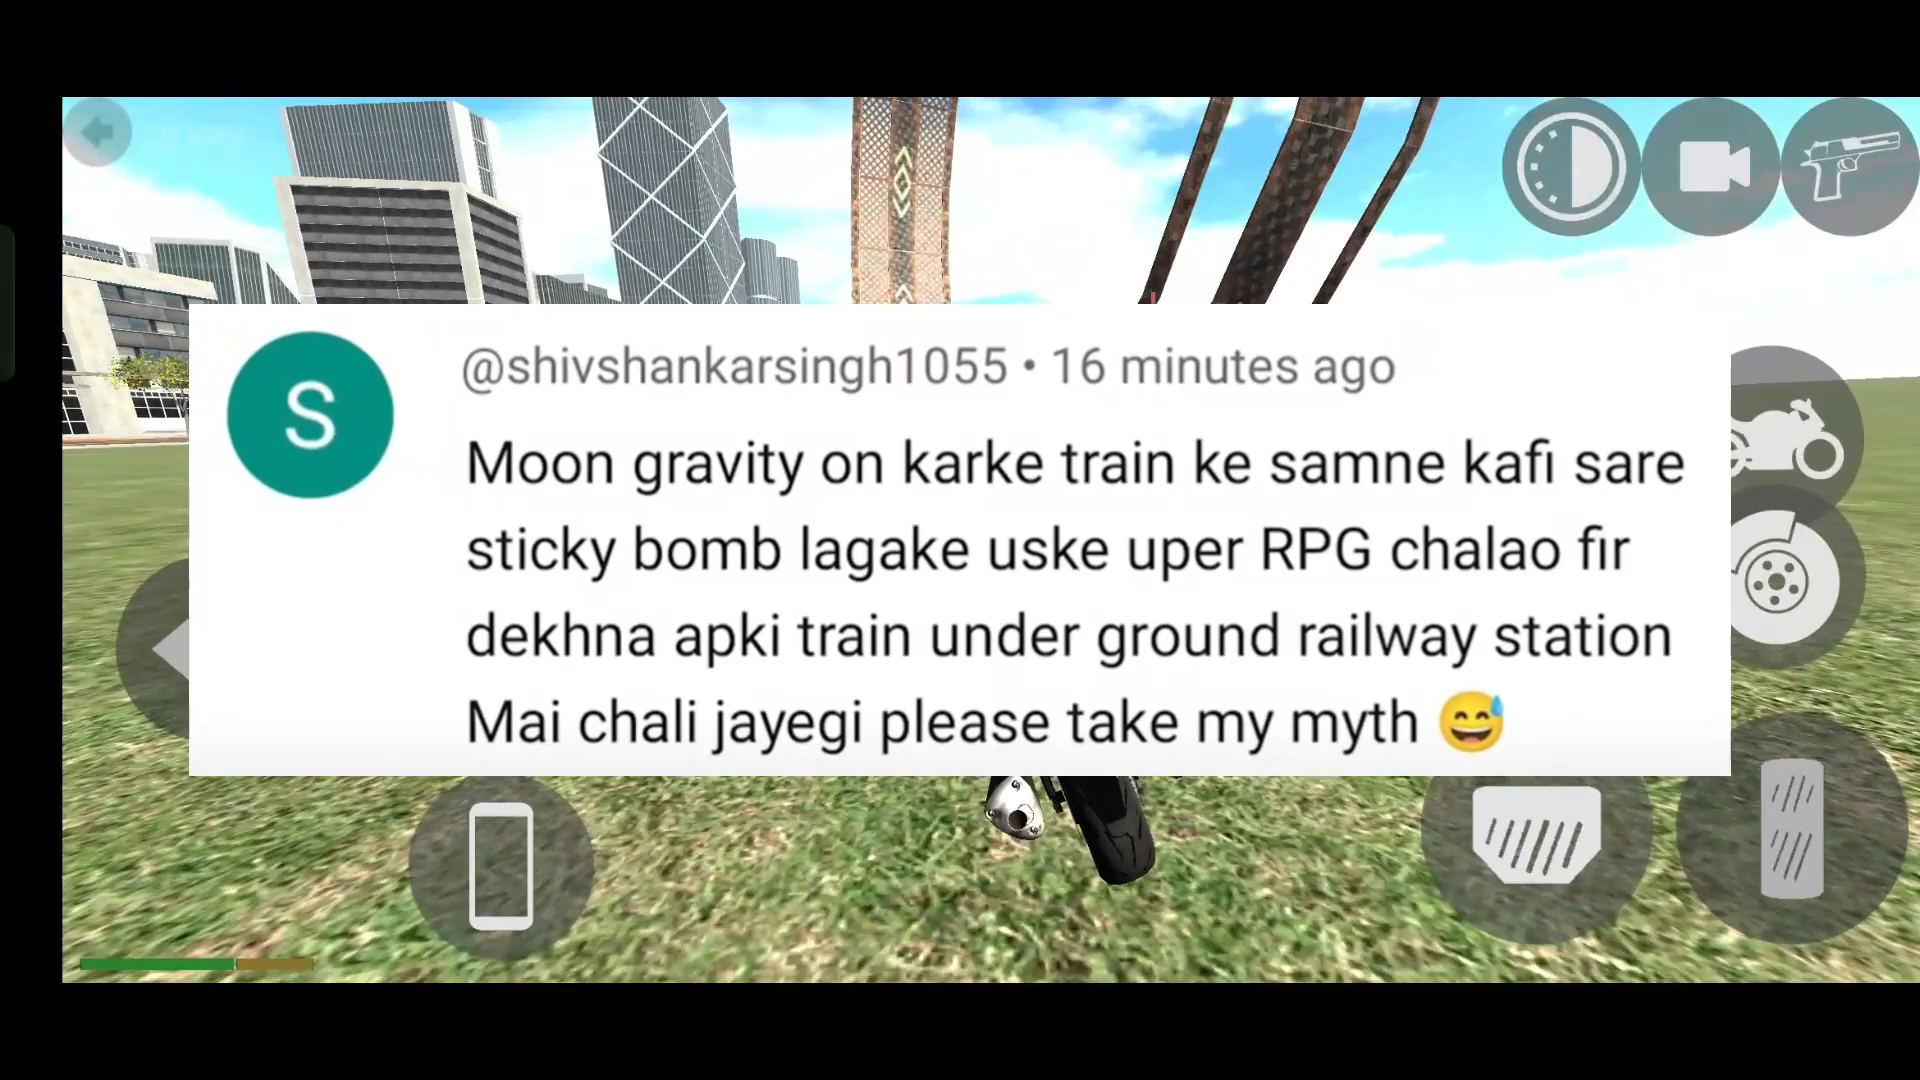 S
@shivshankarsingh1055 • 16 minutes ago
Moon gravity on karke train ke samne kafi sare
sticky bomb lagake uske uper RPG chalao fir
dekhna apki train under ground railway station
Mai chali jayegi please take my myth 😅